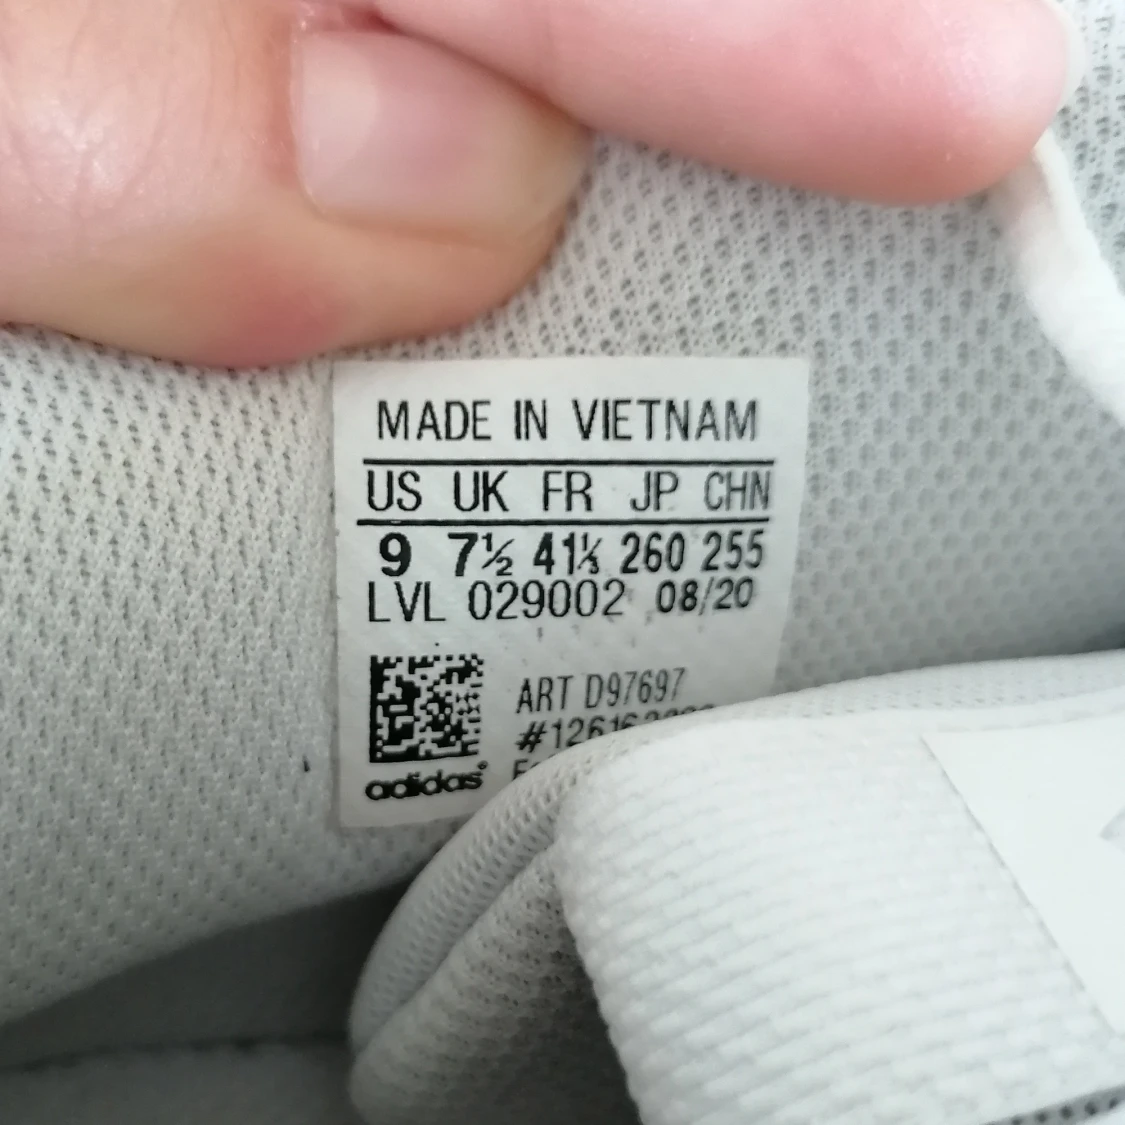 MADE IN VIETNAM
US UK FR JP CHN
9 7½ 41⅓ 260 255
LVL 029002 08/20
ART D97697
adidas®